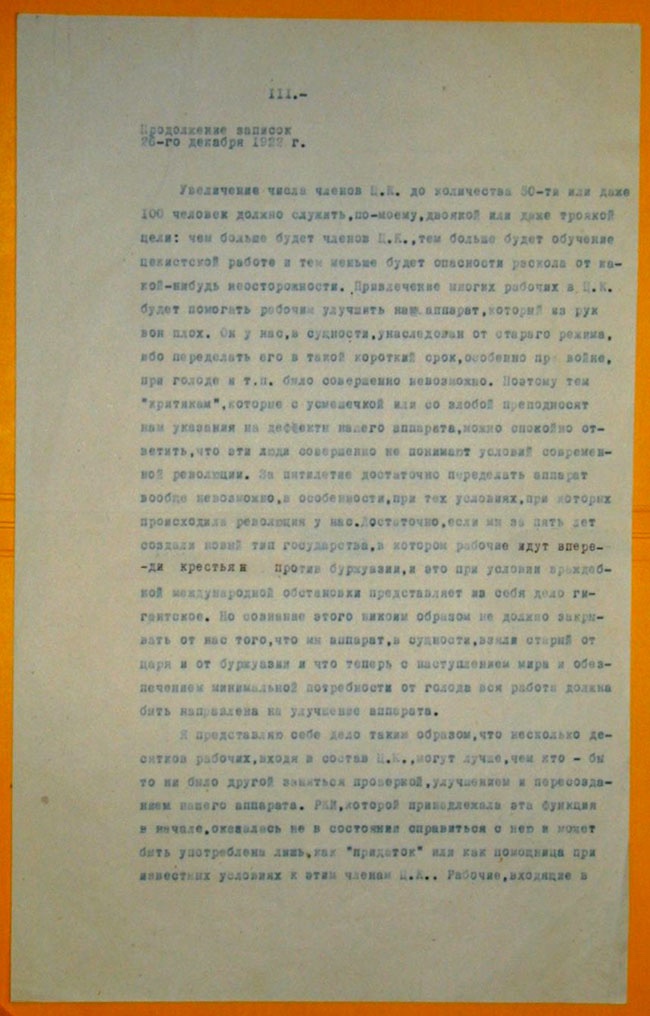 III.-
Продолжение записок
26-го декабря 1922 г.
Увеличение числа членов Ц.К. до количества 50-ти или даже
100 человек должно служить,по-моему,двоякой или даже троякой
цели: чем больше будет членов Ц.К.,тем больше будет обучение
цекистской работе и тем меньше будет опасности раскола от ка-
кой-нибудь неосторожности. Привлечение многих рабочих в Ц.К.
будет помогать рабочим улучшить наш аппарат,который из рук
вон плох. Он у нас,в сущности,унаследован от стараго режима,
ибо переделать его в такой короткий срок,особенно при войне,
при голоде и т.п. было совершенно невозможно. Поэтому тем
"критикам",которые с усмешечкой или со злобой преподносят
нам указания на деффекты нашего аппарата,можно спокойно от-
ветить,что эти люди совершенно не понимают условий современ-
ной революции. За пятилетие достаточно переделать аппарат
вообще невозможно,в особенности,при тех условиях,при которых
происходила революция у нас.Достаточно,если мы за пять лет
создали новый тип государства,в котором рабочие идут впере-
-ди крестьян против буржуазии,и это при условии враждеб-
ной международной обстановки представляет из себя дело ги-
гантское. Но сознание этого никоим образом не должно закры-
вать от нас того,что мы аппарат,в сущности,взяли старый от
царя и от буржуазии и что теперь с наступлением мира и обес-
печением минимальной потребности от голода вся работа должна
быть направлена на улучшение аппарата.
Я представляю себе дело таким образом,что несколько де-
сятков рабочих,входя в состав Ц.К.,могут лучше,чем кто - бы
то ни было другой заняться проверкой,улучшением и пересозда-
нием нашего аппарата. РКИ,которой принадлежала эта функция
в начале,оказалась не в состоянии справиться с нею и может
быть употреблена лишь,как "придаток" или как помощница при
известных условиях к этим членам Ц.К.. Рабочие,входящие в